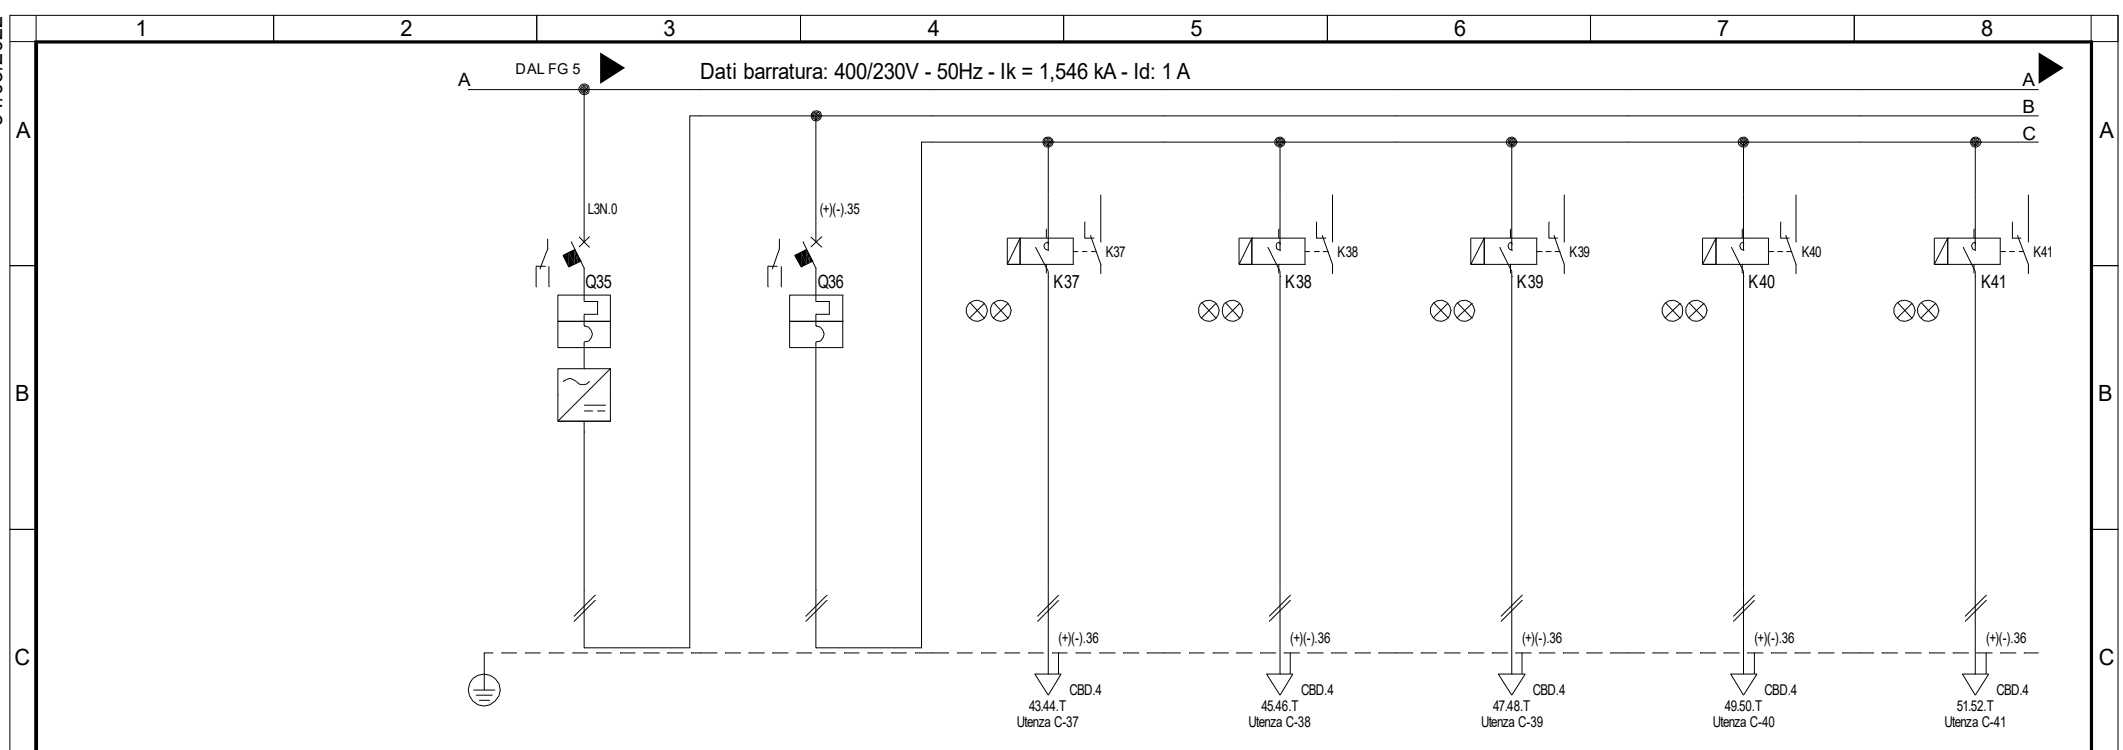 1 2 3 4 5 6 7 8
DAL FG 5 Dati barratura: 400/230V - 50Hz - Ik = 1,546 kA - Id: 1 A
A A
B
C
A A
L3N.0 (+)(-).35
K37 K38 K39 K40 K41
Q35 Q36 K37 K38 K39 K40 K41
B B
(+)(-).36 (+)(-).36 (+)(-).36 (+)(-).36 (+)(-).36
C C
CBD.4 CBD.4 CBD.4 CBD.4 CBD.4
43.44.T 45.46.T 47.48.T 49.50.T 51.52.T
Utenza C-37 Utenza C-38 Utenza C-39 Utenza C-40 Utenza C-41